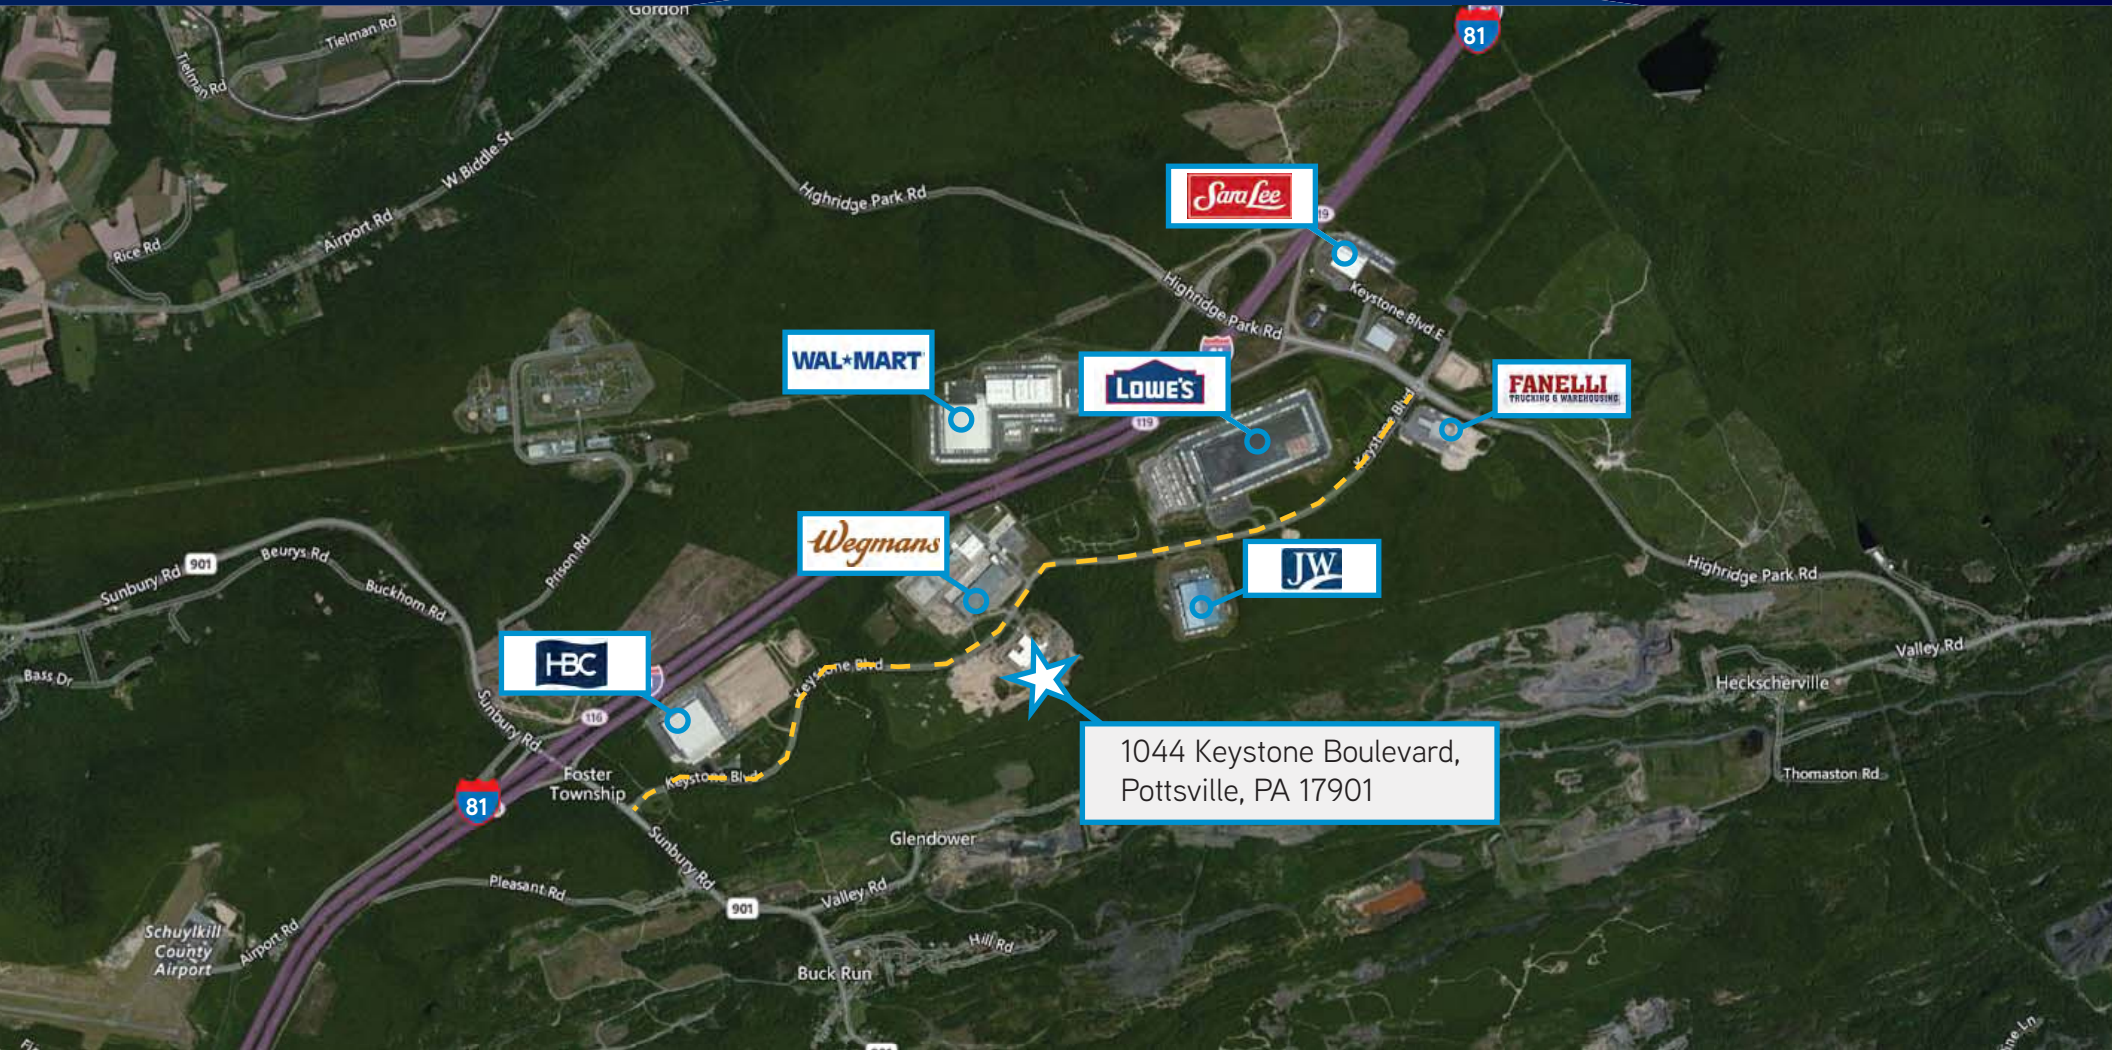 Gordon
81
Tielman Rd
Tielman Rd
W Biddle St
Highridge Park Rd
Sara Lee
19
Airport Rd
Rice Rd
Highridge Park Rd
Keystone Blvd E
WAL★MART
LOWE'S
FANELLI
TRUCKING & WAREHOUSING
119
Keystone Blvd
Wegmans
JW
901
Sunbury Rd
Beurys Rd
Buckhorn Rd
Prison Rd
Highridge Park Rd
Valley Rd
HBC
Bass Dr
Keystone Blvd
Heckscherville
Sunbury Rd
116
1044 Keystone Boulevard,
Pottsville, PA 17901
Thomaston Rd
Foster
Township
Keystone Blvd
81
Glendower
Sunbury Rd
Pleasant Rd
Valley Rd
901
Schuylkill
County
Airport
Airport Rd
Hill Rd
Buck Run